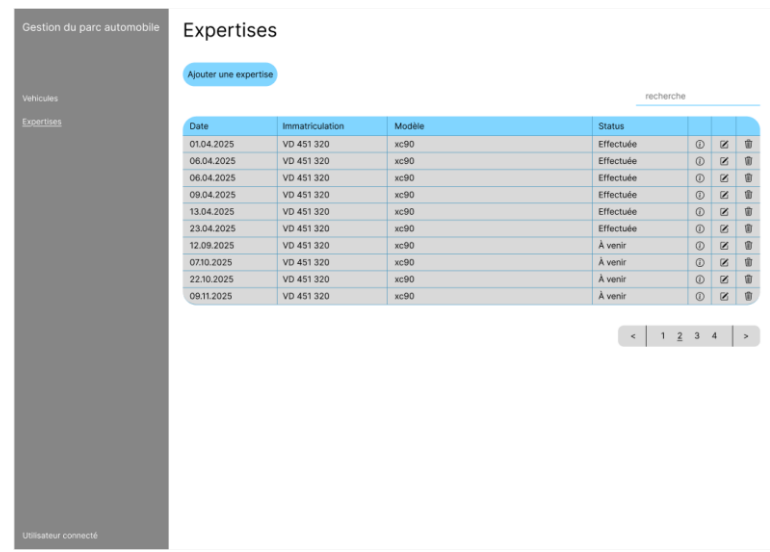 Gestion du parc automobile
Vehicules
Expertises
Utilisateur connecté
Expertises
Ajouter une expertise
recherche
Date Immatriculation Modèle Status
01.04.2025 VD 451 320 xc90 Effectuée
06.04.2025 VD 451 320 xc90 Effectuée
06.04.2025 VD 451 320 xc90 Effectuée
09.04.2025 VD 451 320 xc90 Effectuée
13.04.2025 VD 451 320 xc90 Effectuée
23.04.2025 VD 451 320 xc90 Effectuée
12.09.2025 VD 451 320 xc90 À venir
07.10.2025 VD 451 320 xc90 À venir
22.10.2025 VD 451 320 xc90 À venir
09.11.2025 VD 451 320 xc90 À venir
< 1 2 3 4 >